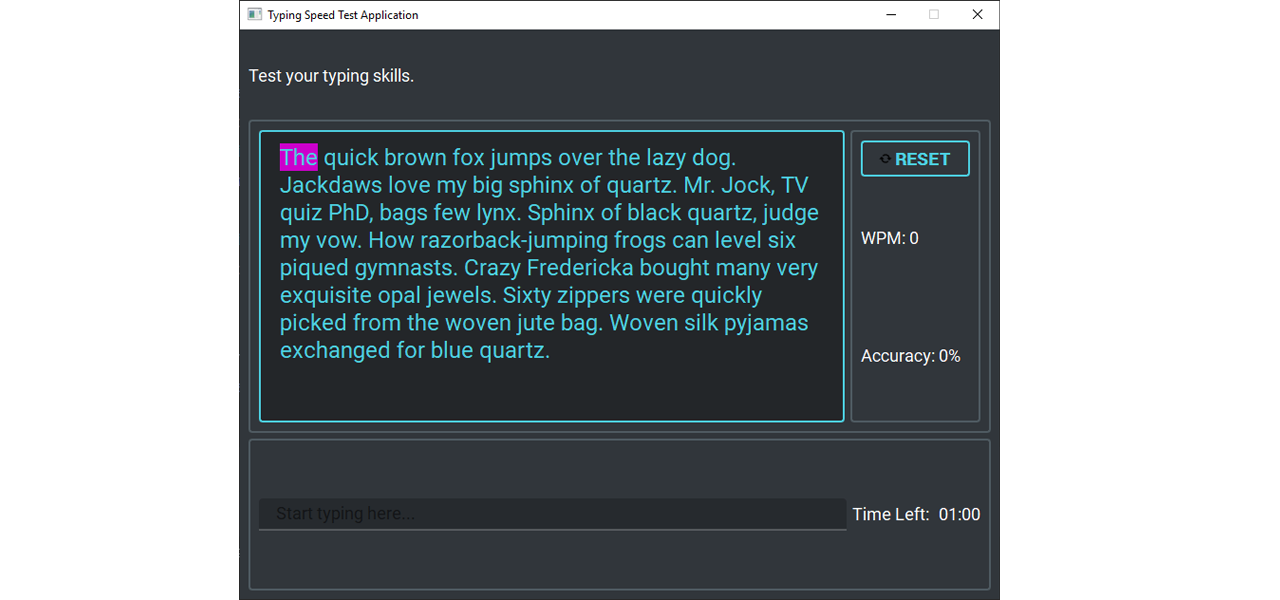 Typing Speed Test Application
Test your typing skills.
The quick brown fox jumps over the lazy dog.
Jackdaws love my big sphinx of quartz. Mr. Jock, TV
quiz PhD, bags few lynx. Sphinx of black quartz, judge
my vow. How razorback-jumping frogs can level six
piqued gymnasts. Crazy Fredericka bought many very
exquisite opal jewels. Sixty zippers were quickly
picked from the woven jute bag. Woven silk pyjamas
exchanged for blue quartz.
RESET
WPM: 0
Accuracy: 0%
Start typing here...
Time Left: 01:00